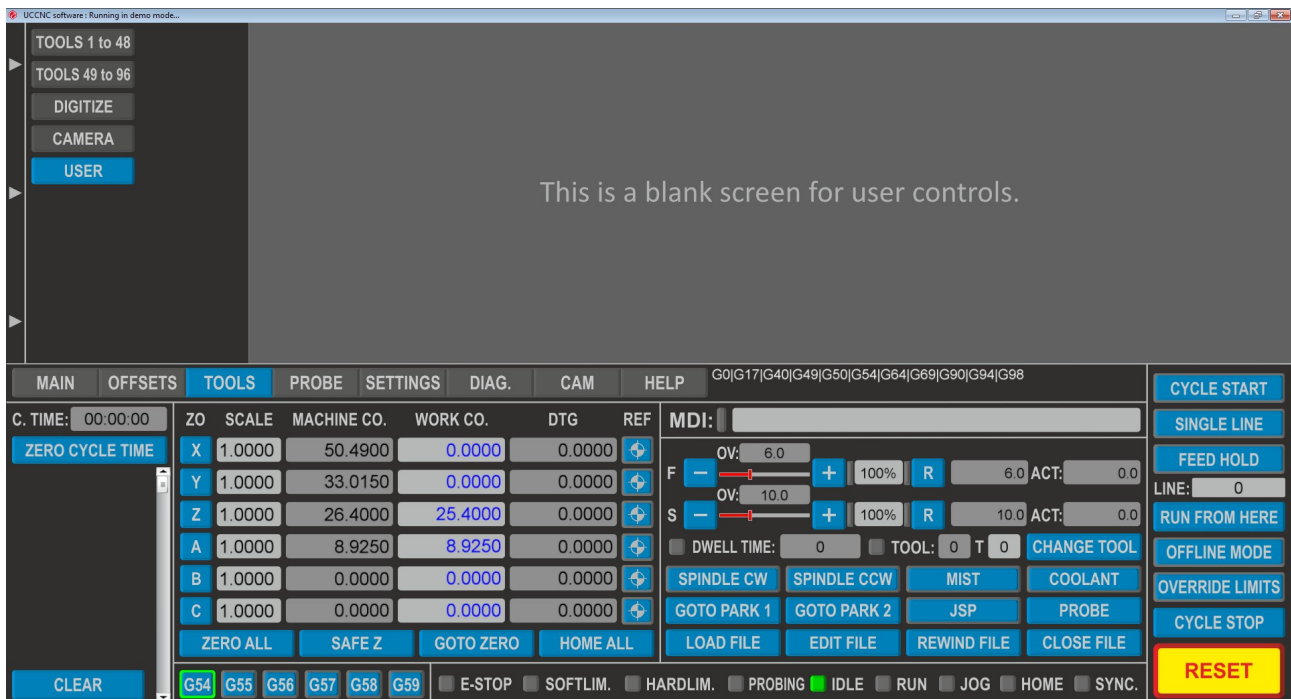 UCCNC software : Running in demo mode...
TOOLS 1 to 48
TOOLS 49 to 96
DIGITIZE
CAMERA
USER
This is a blank screen for user controls.
MAIN OFFSETS TOOLS PROBE SETTINGS DIAG. CAM HELP
G0|G17|G40|G49|G50|G54|G64|G69|G90|G94|G98
C. TIME: 00:00:00
ZERO CYCLE TIME
CLEAR
ZO SCALE MACHINE CO. WORK CO. DTG REF
X 1.0000 50.4900 0.0000 0.0000
Y 1.0000 33.0150 0.0000 0.0000
Z 1.0000 26.4000 25.4000 0.0000
A 1.0000 8.9250 8.9250 0.0000
B 1.0000 0.0000 0.0000 0.0000
C 1.0000 0.0000 0.0000 0.0000
ZERO ALL SAFE Z GOTO ZERO HOME ALL
G54 G55 G56 G57 G58 G59
MDI:
OV: 6.0
F − + 100% R 6.0 ACT: 0.0
OV: 10.0
S − + 100% R 10.0 ACT: 0.0
DWELL TIME: 0 TOOL: 0 T 0 CHANGE TOOL
SPINDLE CW SPINDLE CCW MIST COOLANT
GOTO PARK 1 GOTO PARK 2 JSP PROBE
LOAD FILE EDIT FILE REWIND FILE CLOSE FILE
E-STOP SOFTLIM. HARDLIM. PROBING IDLE RUN JOG HOME SYNC.
CYCLE START
SINGLE LINE
FEED HOLD
LINE: 0
RUN FROM HERE
OFFLINE MODE
OVERRIDE LIMITS
CYCLE STOP
RESET